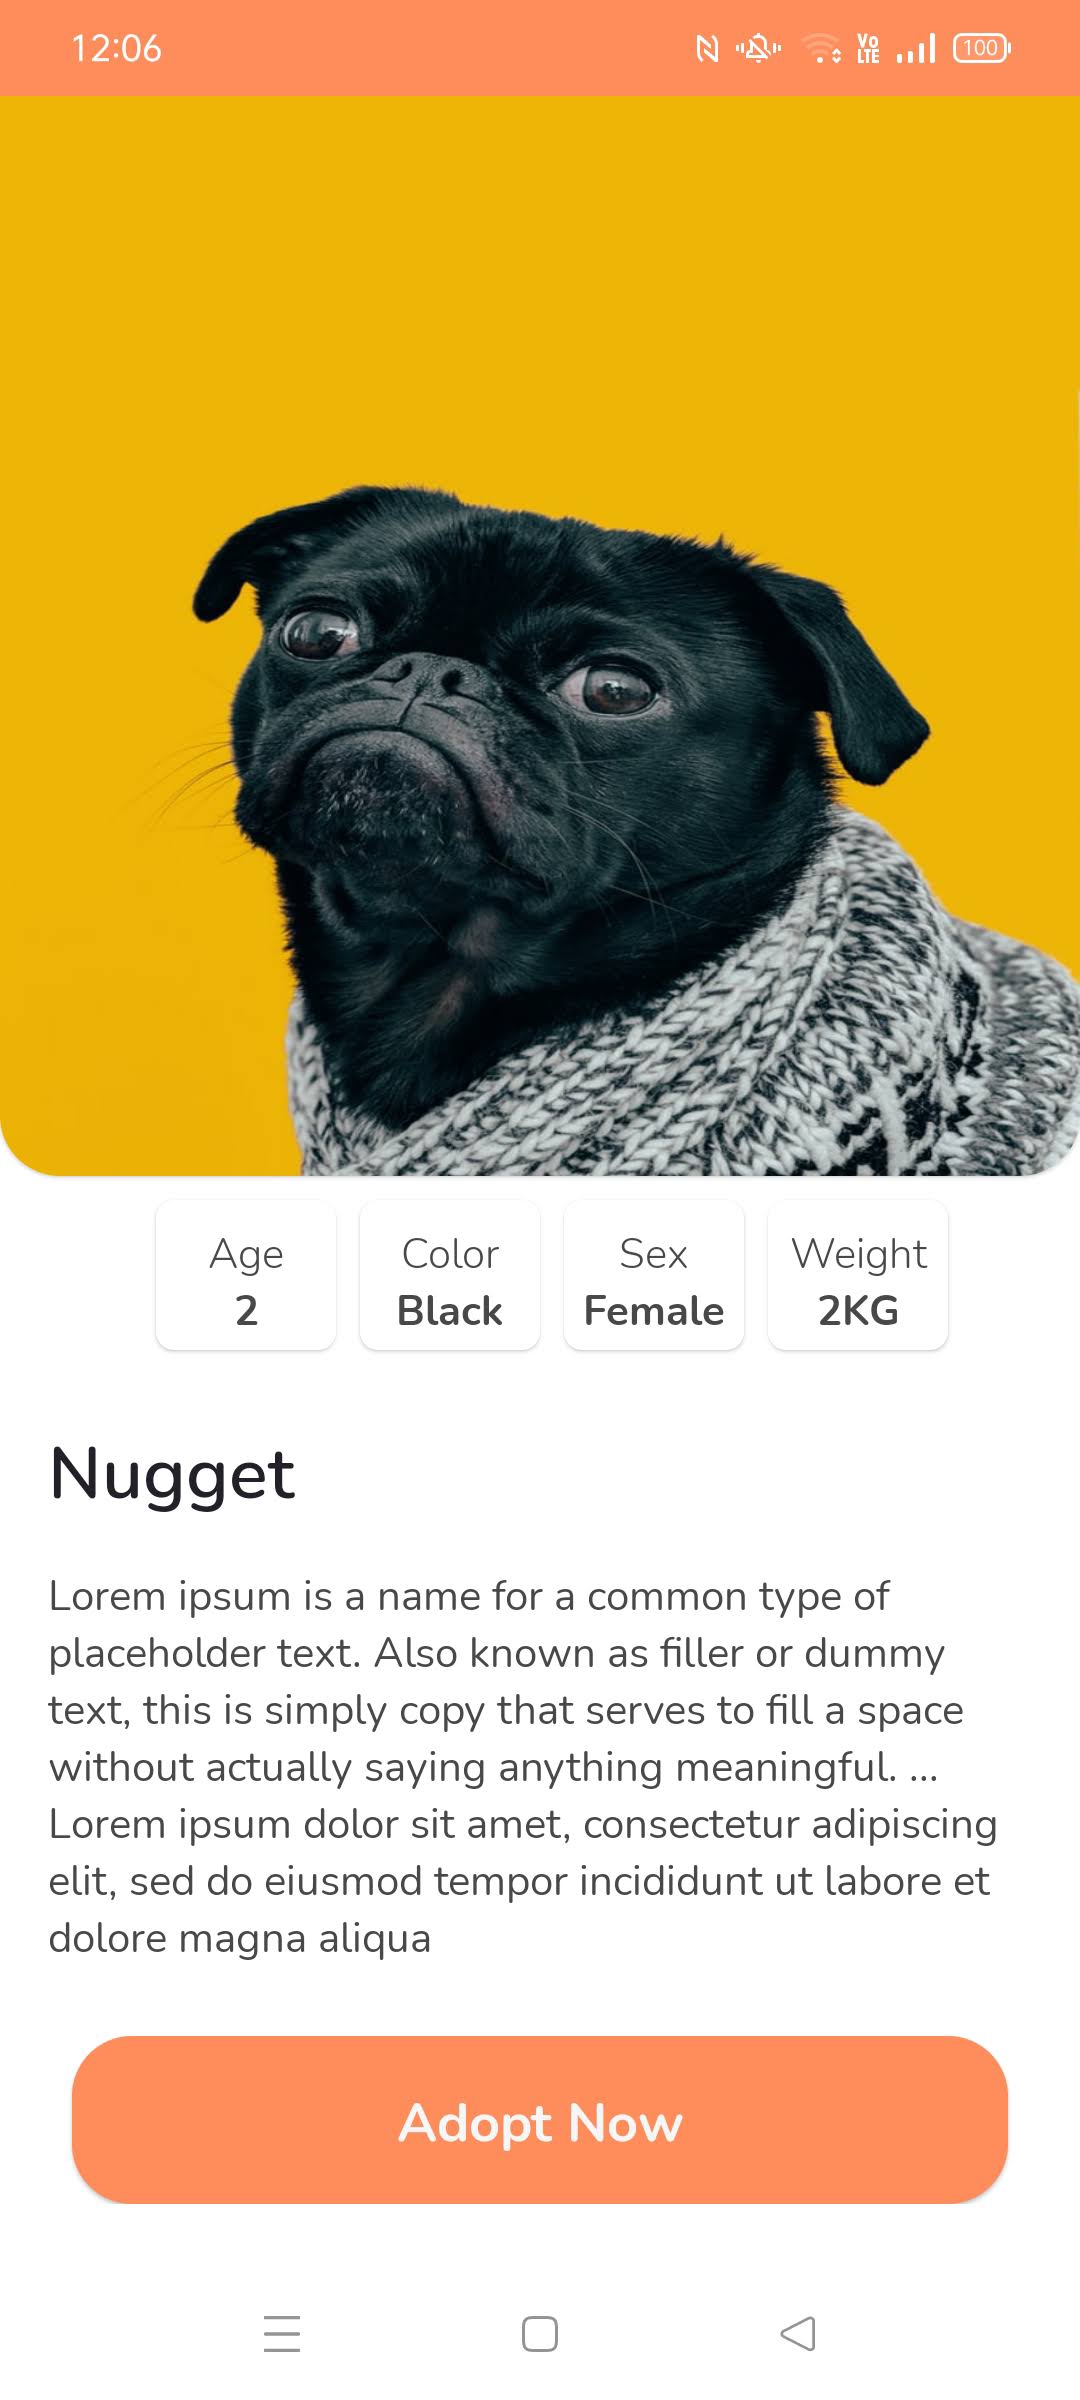 12:06
Vo
LTE
100
Age
Color
Sex
Weight
2
Black
Female
2KG
Nugget
Lorem ipsum is a name for a common type of
placeholder text. Also known as filler or dummy
text, this is simply copy that serves to fill a space
without actually saying anything meaningful. ...
Lorem ipsum dolor sit amet, consectetur adipiscing
elit, sed do eiusmod tempor incididunt ut labore et
dolore magna aliqua
Adopt Now